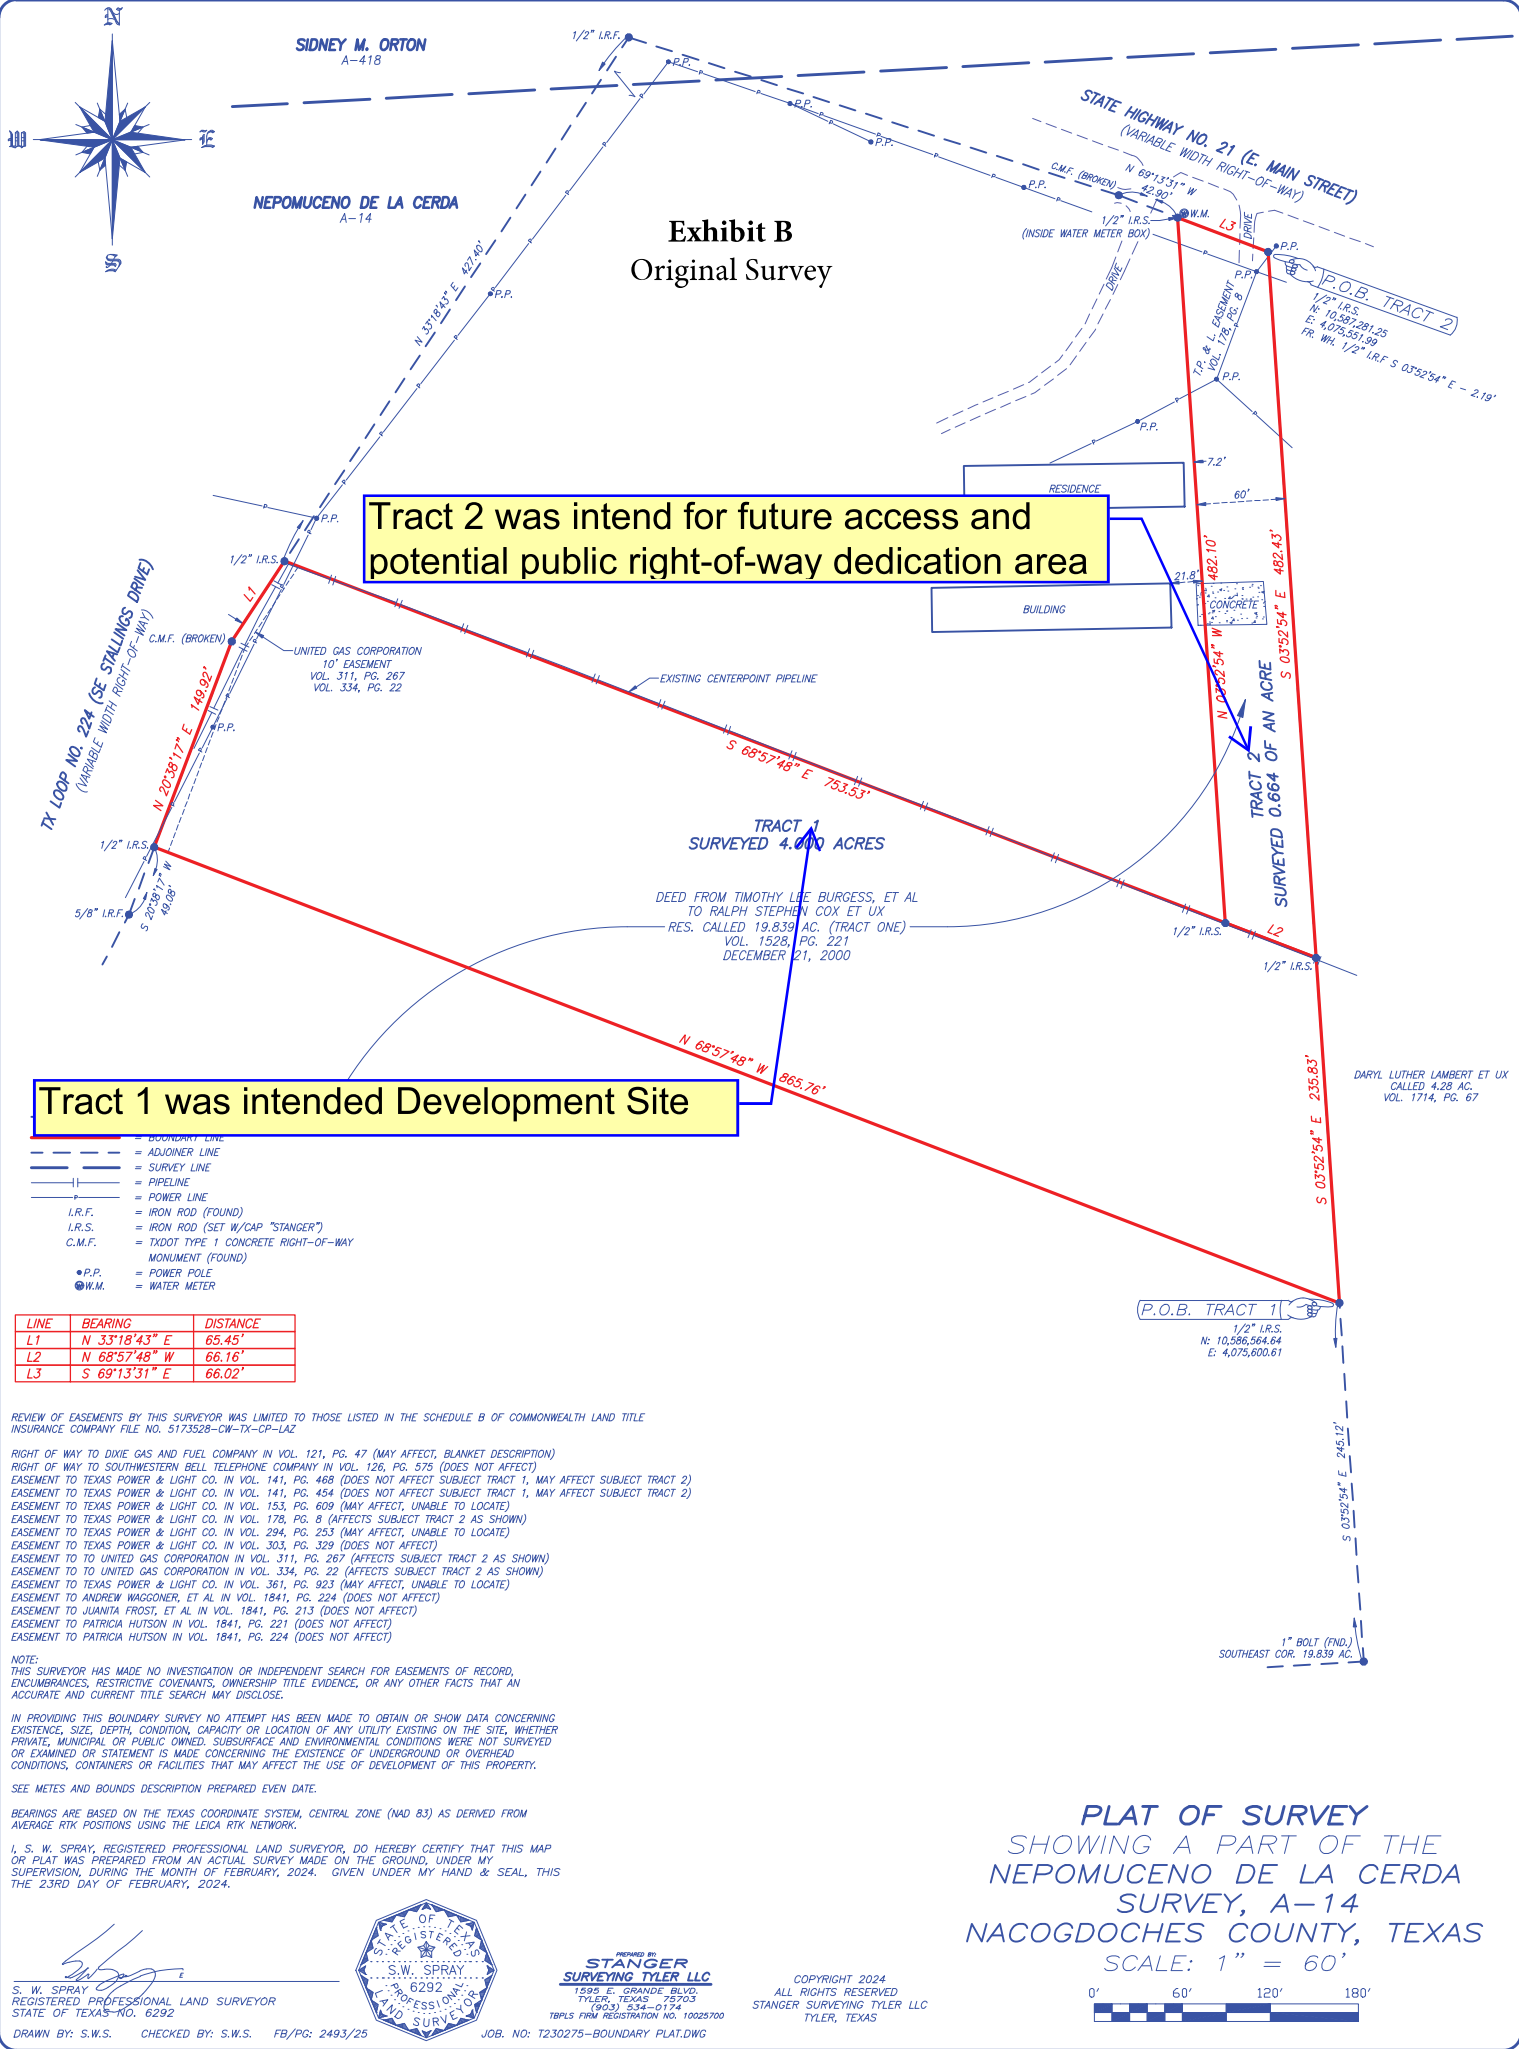 N
W
E
S
SIDNEY M. ORTON
A-418
NEPOMUCENO DE LA CERDA
A-14
Exhibit B
Original Survey
1/2" I.R.F.
P.P.
P.P.
P.P.
P.P.
STATE HIGHWAY NO. 21 (E. MAIN STREET)
(VARIABLE WIDTH RIGHT-OF-WAY)
C.M.F. (BROKEN)
N 69°13'31" W
42.90'
1/2" I.R.S.
(INSIDE WATER METER BOX)
W.M.
L3
DRIVE
DRIVE
P.P.
P.P.
P.O.B. TRACT 2
1/2" I.R.S.
N: 10,587,281.25
E: 4,075,551.99
FR. WH. 1/2" I.R.F S 03°52'54" E - 2.19'
T.P. & L. EASEMENT
VOL. 178, PG. 8
P.P.
P.P.
N 33°18'43" E 427.40'
P.P.
P.P.
7.2'
60'
RESIDENCE
Tract 2 was intend for future access and
potential public right-of-way dedication area
1/2" I.R.S.
L1
C.M.F. (BROKEN)
TX LOOP NO. 224 (SE STALLINGS DRIVE)
(VARIABLE WIDTH RIGHT-OF-WAY)
N 20°38'17" E 149.92'
P.P.
UNITED GAS CORPORATION
10' EASEMENT
VOL. 311, PG. 267
VOL. 334, PG. 22
EXISTING CENTERPOINT PIPELINE
21.8'
BUILDING
CONCRETE
N 03°52'54" W 482.10'
S 03°52'54" E 482.43'
TRACT 2
SURVEYED 0.664 OF AN ACRE
S 68°57'48" E 753.53'
TRACT 1
SURVEYED 4.000 ACRES
DEED FROM TIMOTHY LEE BURGESS, ET AL
TO RALPH STEPHEN COX ET UX
RES. CALLED 19.839 AC. (TRACT ONE)
VOL. 1528, PG. 221
DECEMBER 21, 2000
1/2" I.R.S.
5/8" I.R.F.
S 20°38'17" W
49.08'
1/2" I.R.S.
L2
1/2" I.R.S.
N 68°57'48" W 865.76'
S 03°52'54" E 235.83'
DARYL LUTHER LAMBERT ET UX
CALLED 4.28 AC.
VOL. 1714, PG. 67
Tract 1 was intended Development Site
= BOUNDARY LINE
= ADJOINER LINE
= SURVEY LINE
= PIPELINE
= POWER LINE
I.R.F. = IRON ROD (FOUND)
I.R.S. = IRON ROD (SET W/CAP "STANGER")
C.M.F. = TXDOT TYPE 1 CONCRETE RIGHT-OF-WAY
MONUMENT (FOUND)
P.P. = POWER POLE
W.M. = WATER METER
P.O.B. TRACT 1
1/2" I.R.S.
N: 10,586,564.64
E: 4,075,600.61
LINE BEARING DISTANCE
L1 N 33°18'43" E 65.45'
L2 N 68°57'48" W 66.16'
L3 S 69°13'31" E 66.02'
S 03°52'54" E 245.12'
1" BOLT (FND.)
SOUTHEAST COR. 19.839 AC.
REVIEW OF EASEMENTS BY THIS SURVEYOR WAS LIMITED TO THOSE LISTED IN THE SCHEDULE B OF COMMONWEALTH LAND TITLE
INSURANCE COMPANY FILE NO. 5173528-CW-TX-CP-LAZ
RIGHT OF WAY TO DIXIE GAS AND FUEL COMPANY IN VOL. 121, PG. 47 (MAY AFFECT, BLANKET DESCRIPTION)
RIGHT OF WAY TO SOUTHWESTERN BELL TELEPHONE COMPANY IN VOL. 126, PG. 575 (DOES NOT AFFECT)
EASEMENT TO TEXAS POWER & LIGHT CO. IN VOL. 141, PG. 468 (DOES NOT AFFECT SUBJECT TRACT 1, MAY AFFECT SUBJECT TRACT 2)
EASEMENT TO TEXAS POWER & LIGHT CO. IN VOL. 141, PG. 454 (DOES NOT AFFECT SUBJECT TRACT 1, MAY AFFECT SUBJECT TRACT 2)
EASEMENT TO TEXAS POWER & LIGHT CO. IN VOL. 153, PG. 609 (MAY AFFECT, UNABLE TO LOCATE)
EASEMENT TO TEXAS POWER & LIGHT CO. IN VOL. 178, PG. 8 (AFFECTS SUBJECT TRACT 2 AS SHOWN)
EASEMENT TO TEXAS POWER & LIGHT CO. IN VOL. 294, PG. 253 (MAY AFFECT, UNABLE TO LOCATE)
EASEMENT TO TEXAS POWER & LIGHT CO. IN VOL. 303, PG. 329 (DOES NOT AFFECT)
EASEMENT TO TO UNITED GAS CORPORATION IN VOL. 311, PG. 267 (AFFECTS SUBJECT TRACT 2 AS SHOWN)
EASEMENT TO TO UNITED GAS CORPORATION IN VOL. 334, PG. 22 (AFFECTS SUBJECT TRACT 2 AS SHOWN)
EASEMENT TO TEXAS POWER & LIGHT CO. IN VOL. 361, PG. 923 (MAY AFFECT, UNABLE TO LOCATE)
EASEMENT TO ANDREW WAGGONER, ET AL IN VOL. 1841, PG. 224 (DOES NOT AFFECT)
EASEMENT TO JUANITA FROST, ET AL IN VOL. 1841, PG. 213 (DOES NOT AFFECT)
EASEMENT TO PATRICIA HUTSON IN VOL. 1841, PG. 221 (DOES NOT AFFECT)
EASEMENT TO PATRICIA HUTSON IN VOL. 1841, PG. 224 (DOES NOT AFFECT)
NOTE:
THIS SURVEYOR HAS MADE NO INVESTIGATION OR INDEPENDENT SEARCH FOR EASEMENTS OF RECORD,
ENCUMBRANCES, RESTRICTIVE COVENANTS, OWNERSHIP TITLE EVIDENCE, OR ANY OTHER FACTS THAT AN
ACCURATE AND CURRENT TITLE SEARCH MAY DISCLOSE.
IN PROVIDING THIS BOUNDARY SURVEY NO ATTEMPT HAS BEEN MADE TO OBTAIN OR SHOW DATA CONCERNING
EXISTENCE, SIZE, DEPTH, CONDITION, CAPACITY OR LOCATION OF ANY UTILITY EXISTING ON THE SITE, WHETHER
PRIVATE, MUNICIPAL OR PUBLIC OWNED. SUBSURFACE AND ENVIRONMENTAL CONDITIONS WERE NOT SURVEYED
OR EXAMINED OR STATEMENT IS MADE CONCERNING THE EXISTENCE OF UNDERGROUND OR OVERHEAD
CONDITIONS, CONTAINERS OR FACILITIES THAT MAY AFFECT THE USE OF DEVELOPMENT OF THIS PROPERTY.
SEE METES AND BOUNDS DESCRIPTION PREPARED EVEN DATE.
BEARINGS ARE BASED ON THE TEXAS COORDINATE SYSTEM, CENTRAL ZONE (NAD 83) AS DERIVED FROM
AVERAGE RTK POSITIONS USING THE LEICA RTK NETWORK.
I, S. W. SPRAY, REGISTERED PROFESSIONAL LAND SURVEYOR, DO HEREBY CERTIFY THAT THIS MAP
OR PLAT WAS PREPARED FROM AN ACTUAL SURVEY MADE ON THE GROUND, UNDER MY
SUPERVISION, DURING THE MONTH OF FEBRUARY, 2024. GIVEN UNDER MY HAND & SEAL, THIS
THE 23RD DAY OF FEBRUARY, 2024.
S. W. SPRAY
REGISTERED PROFESSIONAL LAND SURVEYOR
STATE OF TEXAS NO. 6292
DRAWN BY: S.W.S. CHECKED BY: S.W.S. FB/PG: 2493/25 JOB. NO: T230275-BOUNDARY PLAT.DWG
STATE OF TEXAS
REGISTERED
S.W. SPRAY
6292
PROFESSIONAL
LAND SURVEYOR
PREPARED BY:
STANGER
SURVEYING TYLER LLC
1595 E. GRANDE BLVD.
TYLER, TEXAS 75703
(903) 534-0174
TBPLS FIRM REGISTRATION NO. 10025700
COPYRIGHT 2024
ALL RIGHTS RESERVED
STANGER SURVEYING TYLER LLC
TYLER, TEXAS
PLAT OF SURVEY
SHOWING A PART OF THE
NEPOMUCENO DE LA CERDA
SURVEY, A-14
NACOGDOCHES COUNTY, TEXAS
SCALE: 1" = 60'
0' 60' 120' 180'